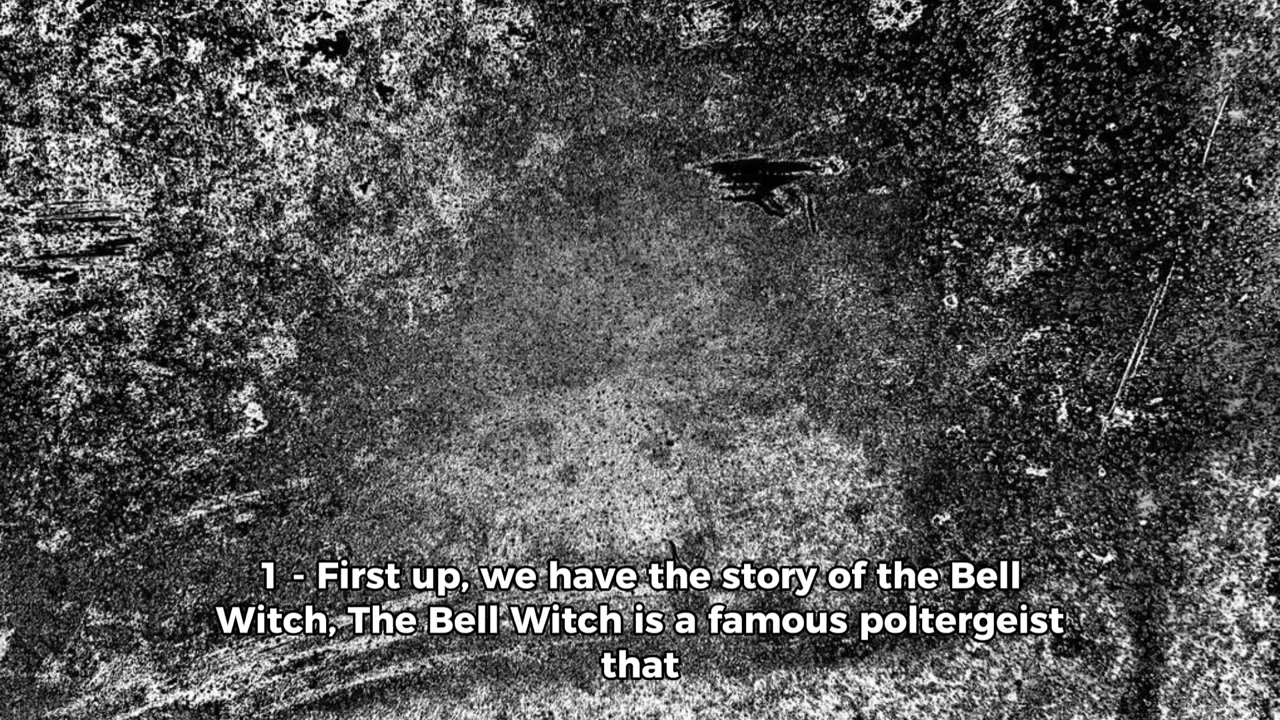 1 - First up, we have the story of the Bell
Witch, The Bell Witch is a famous poltergeist
that